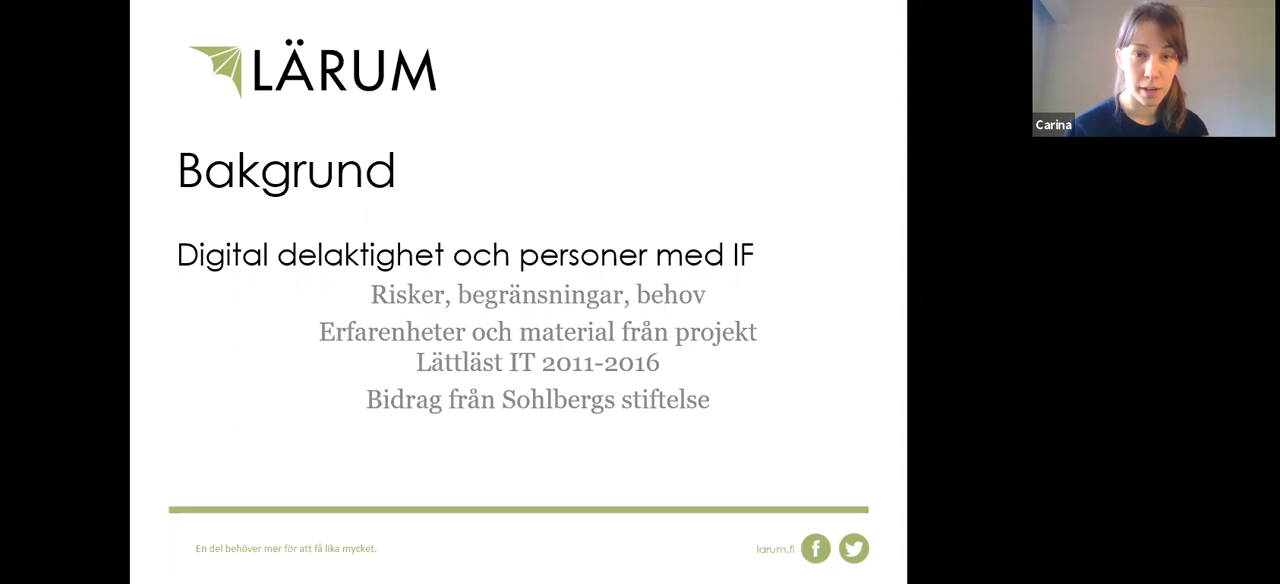 LÄRUM
Carina
Bakgrund
Digital delaktighet och personer med IF
Risker, begränsningar, behov
Erfarenheter och material från projekt
Lättläst IT 2011-2016
Bidrag från Sohlbergs stiftelse
En del behöver mer för att få lika mycket.
larum.fi